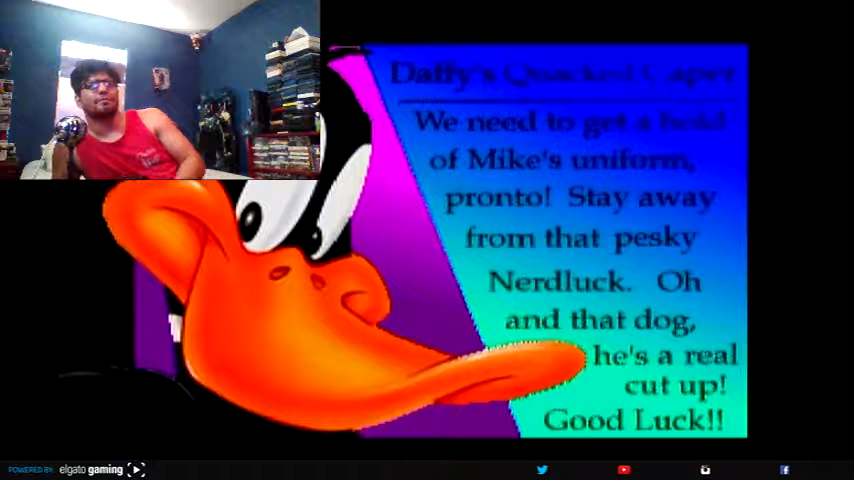 Daffy's Quacked Caper
We need to get a hold
of Mike's uniform,
pronto! Stay away
from that pesky
Nerdluck. Oh
and that dog,
he's a real
cut up!
Good Luck!!
POWERED BY: elgato gaming